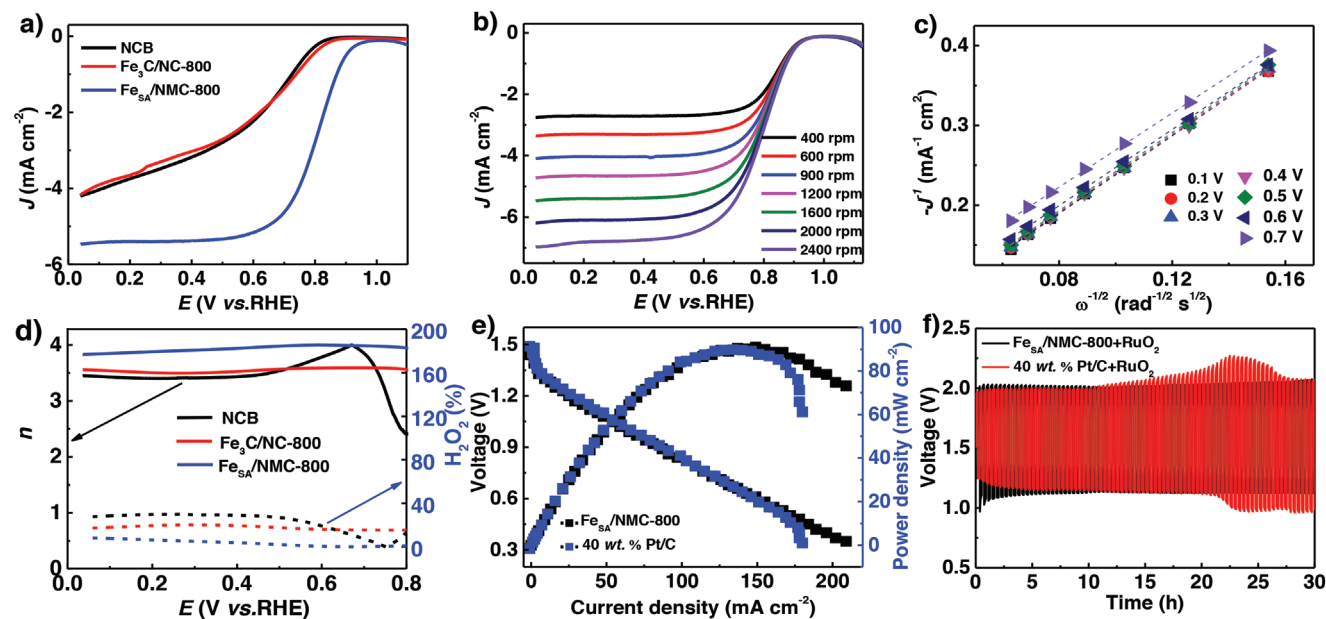 a)
NCB
Fe₃C/NC-800
Fe_SA/NMC-800
0
-2
-4
-6
J (mA cm⁻²)
0.0 0.2 0.4 0.6 0.8 1.0
E (V vs.RHE)
b)
400 rpm
600 rpm
900 rpm
1200 rpm
1600 rpm
2000 rpm
2400 rpm
0
-2
-4
-6
J (mA cm⁻²)
0.0 0.2 0.4 0.6 0.8 1.0
E (V vs.RHE)
c)
0.4
0.3
0.2
-J⁻¹ (mA⁻¹ cm²)
0.1 V
0.2 V
0.3 V
0.4 V
0.5 V
0.6 V
0.7 V
0.08 0.12 0.16
ω⁻¹/² (rad⁻¹/² s¹/²)
d)
4
3
2
1
0
n
NCB
Fe₃C/NC-800
Fe_SA/NMC-800
200
160
120
80
40
0
H₂O₂ (%)
0.0 0.2 0.4 0.6 0.8
E (V vs.RHE)
e)
1.5
1.2
0.9
0.6
0.3
Voltage (V)
Fe_SA/NMC-800
40 wt. % Pt/C
100
80
60
40
20
0
Power density (mW cm⁻²)
0 50 100 150 200
Current density (mA cm⁻²)
f)
Fe_SA/NMC-800+RuO₂
40 wt. % Pt/C+RuO₂
2.5
2.0
1.5
1.0
0.5
Voltage (V)
0 5 10 15 20 25 30
Time (h)